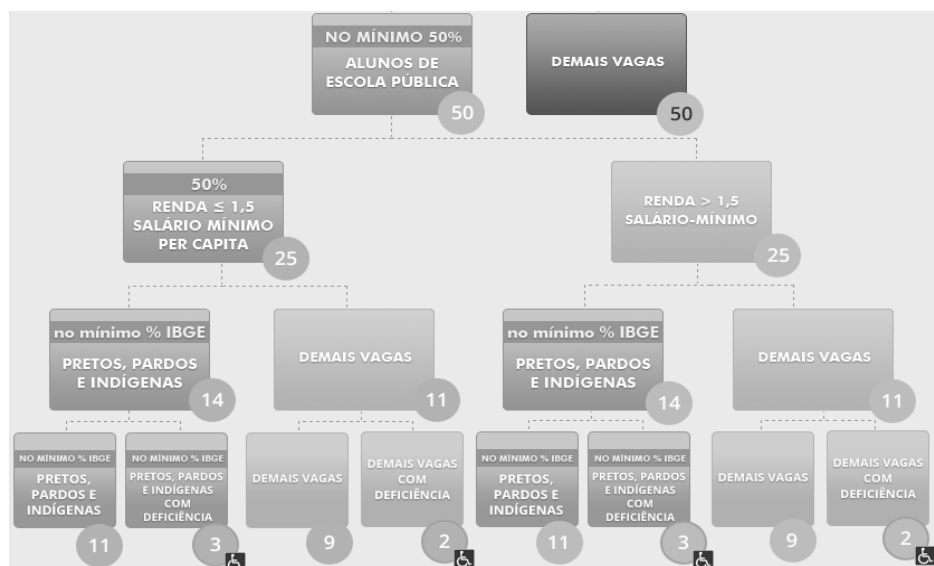 NO MÍNIMO 50%
ALUNOS DE
ESCOLA PÚBLICA
50
DEMAIS VAGAS
50
50%
RENDA ≤ 1,5
SALÁRIO MÍNIMO
PER CAPITA
25
RENDA > 1,5
SALÁRIO-MÍNIMO
25
no mínimo % IBGE
PRETOS, PARDOS
E INDÍGENAS
14
DEMAIS VAGAS
11
no mínimo % IBGE
PRETOS, PARDOS
E INDÍGENAS
14
DEMAIS VAGAS
11
NO MÍNIMO % IBGE
PRETOS,
PARDOS E
INDÍGENAS
11
NO MÍNIMO % IBGE
PRETOS, PARDOS
E INDÍGENAS
COM
DEFICIÊNCIA
3
DEMAIS VAGAS
9
DEMAIS VAGAS
COM
DEFICIÊNCIA
2
NO MÍNIMO % IBGE
PRETOS,
PARDOS E
INDÍGENAS
11
NO MÍNIMO % IBGE
PRETOS, PARDOS
E INDÍGENAS
COM
DEFICIÊNCIA
3
DEMAIS VAGAS
9
DEMAIS VAGAS
COM
DEFICIÊNCIA
2